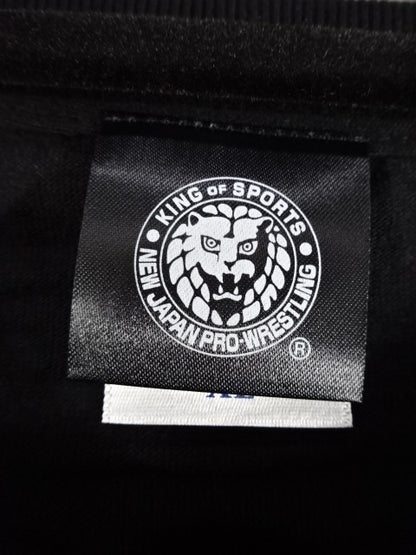 KING OF SPORTS
NEW JAPAN PRO-WRESTLING
®